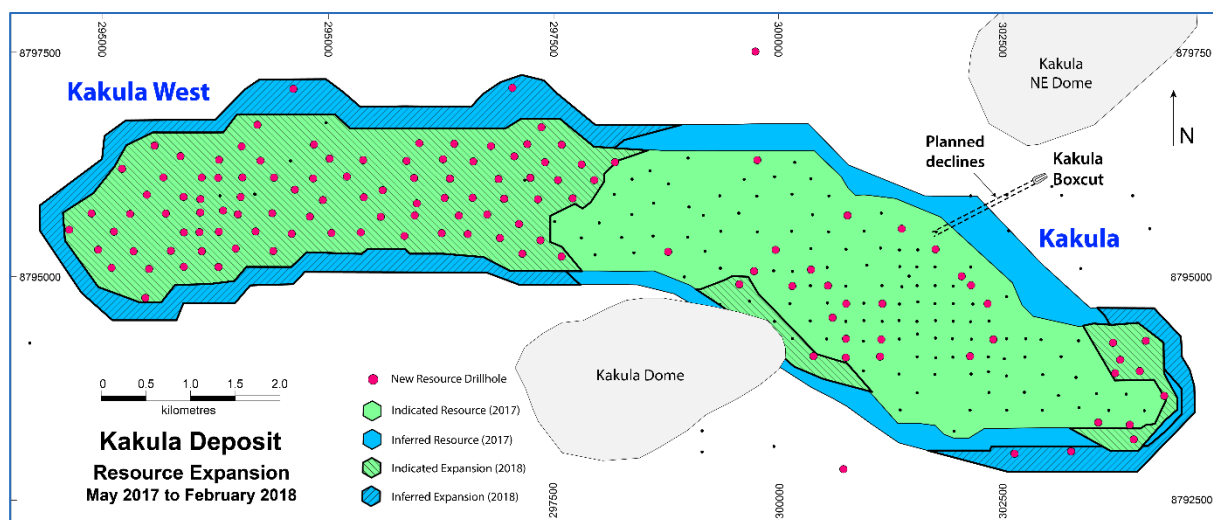 295000
295000
297500
300000
302500
8797500
8797500
Kakula West
Kakula
NE Dome
N
Planned
declines
Kakula
Boxcut
Kakula
8795000
8795000
Kakula Dome
0 0.5 1.0 1.5 2.0
kilometres
Kakula Deposit
Resource Expansion
May 2017 to February 2018
New Resource Drillhole
Indicated Resource (2017)
Inferred Resource (2017)
Indicated Expansion (2018)
Inferred Expansion (2018)
297500
300000
302500
8792500